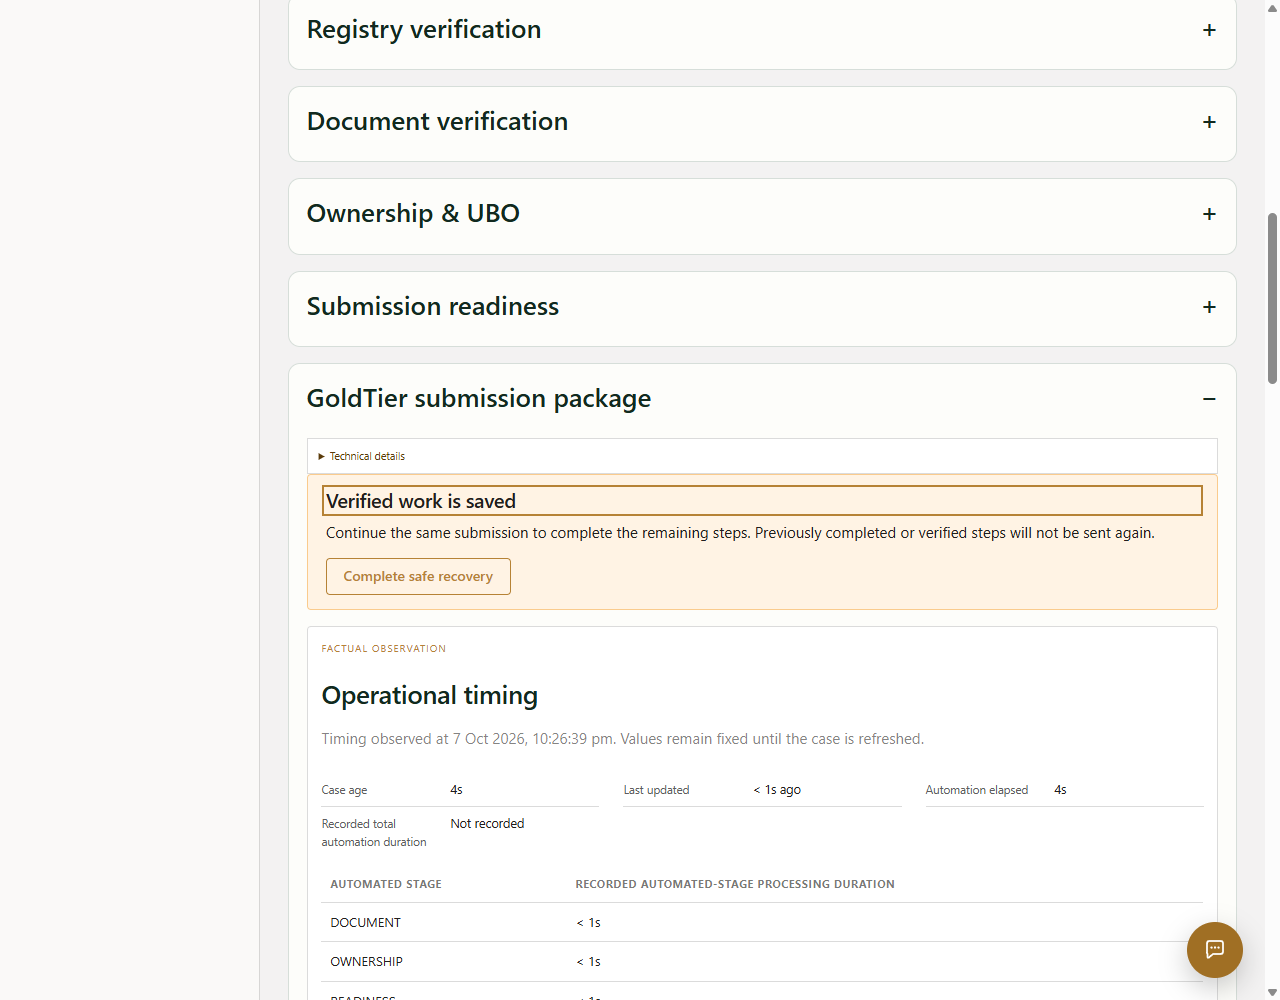 Registry verification
+
Document verification
+
Ownership & UBO
+
Submission readiness
+
GoldTier submission package
−
▶ Technical details
Verified work is saved
Continue the same submission to complete the remaining steps. Previously completed or verified steps will not be sent again.
Complete safe recovery
FACTUAL OBSERVATION
Operational timing
Timing observed at 7 Oct 2026, 10:26:39 pm. Values remain fixed until the case is refreshed.
Case age 4s
Last updated < 1s ago
Automation elapsed 4s
Recorded total
automation duration
Not recorded
AUTOMATED STAGE RECORDED AUTOMATED-STAGE PROCESSING DURATION
DOCUMENT < 1s
OWNERSHIP < 1s
READINESS < 1s